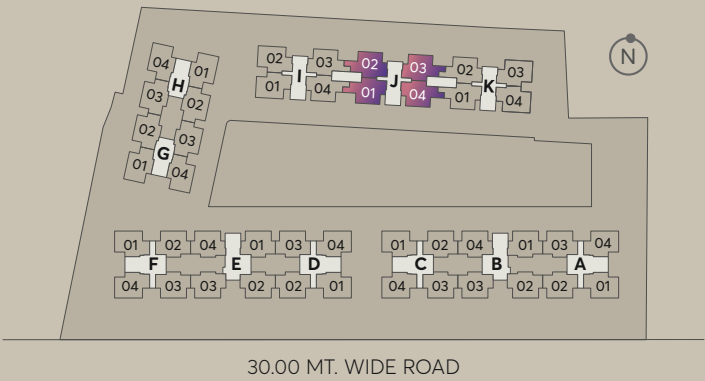 04 01
H
03 02
02 03
G
01 04
02 03 02 03 02 03
I J K
01 04 01 04 01 04
N
01 02 04 01 03 04 01 02 04 01 03 04
F E D C B A
04 03 03 02 02 01 04 03 03 02 02 01
30.00 MT. WIDE ROAD